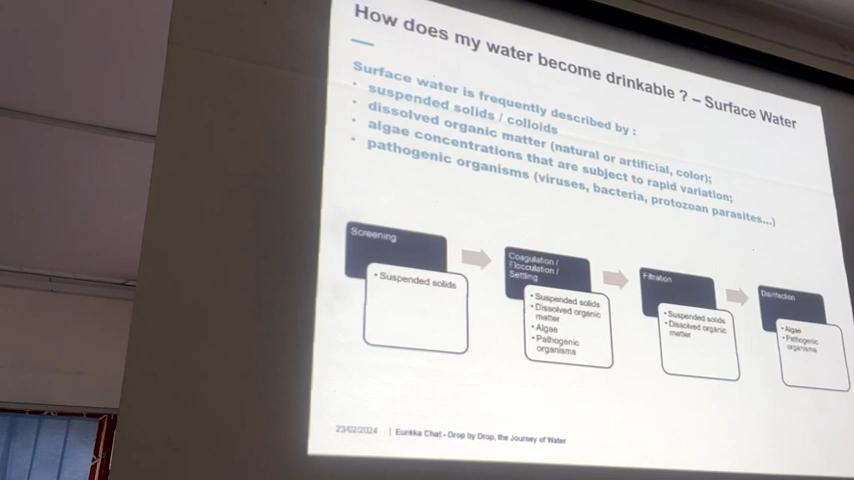 How does my water become drinkable ? – Surface Water
Surface water is frequently described by :
• suspended solids / colloids
• dissolved organic matter (natural or artificial, color);
• algae concentrations that are subject to rapid variation;
• pathogenic organisms (viruses, bacteria, protozoan parasites...)
Screening
• Suspended solids
Coagulation /
Flocculation /
Settling
• Suspended solids
• Dissolved organic
matter
• Algae
• Pathogenic
organisms
Filtration
• Suspended solids
• Dissolved organic
matter
Disinfection
• Algae
• Pathogenic
organisms
23/02/2024 | Eurêka Chat - Drop by Drop, the Journey of Water